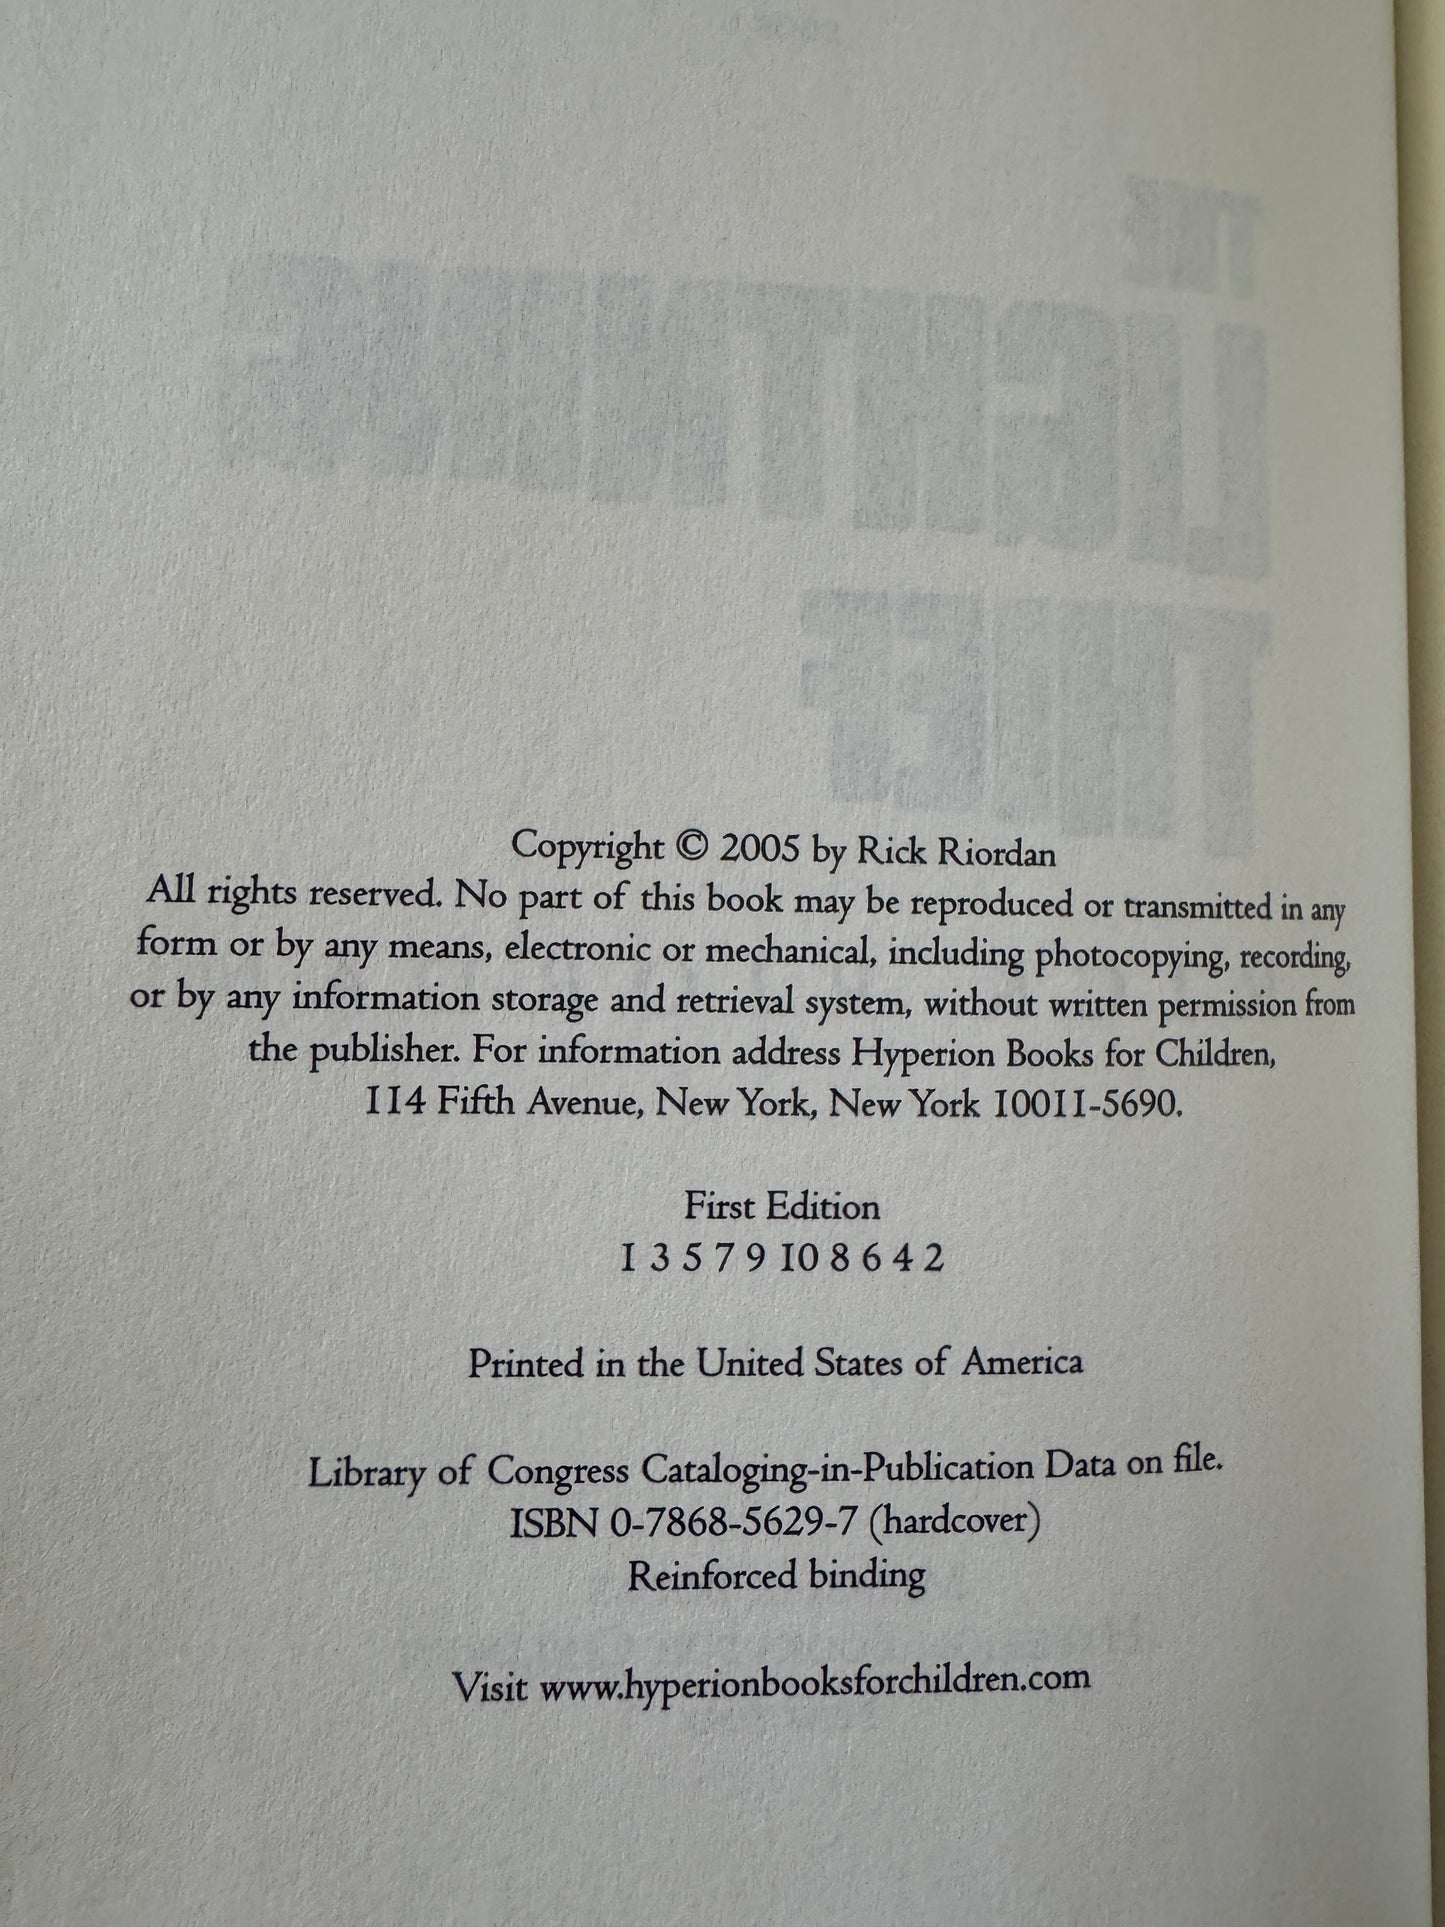 THE
LIGHTNING
THIEF
Copyright © 2005 by Rick Riordan
All rights reserved. No part of this book may be reproduced or transmitted in any
form or by any means, electronic or mechanical, including photocopying, recording,
or by any information storage and retrieval system, without written permission from
the publisher. For information address Hyperion Books for Children,
114 Fifth Avenue, New York, New York 10011-5690.
First Edition
1 3 5 7 9 10 8 6 4 2
Printed in the United States of America
Library of Congress Cataloging-in-Publication Data on file.
ISBN 0-7868-5629-7 (hardcover)
Reinforced binding
Visit www.hyperionbooksforchildren.com